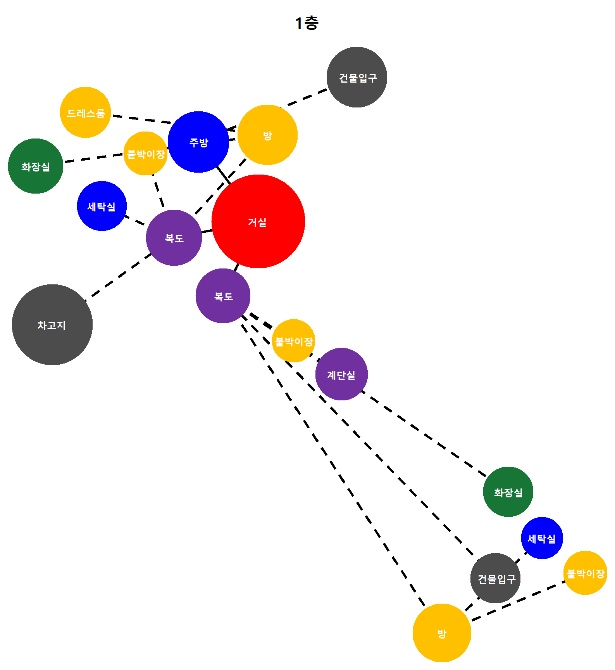 1층
건물입구
드레스룸
방
주방
붙박이장
화장실
세탁실
거실
복도
복도
차고지
붙박이장
계단실
화장실
세탁실
붙박이장
건물입구
방